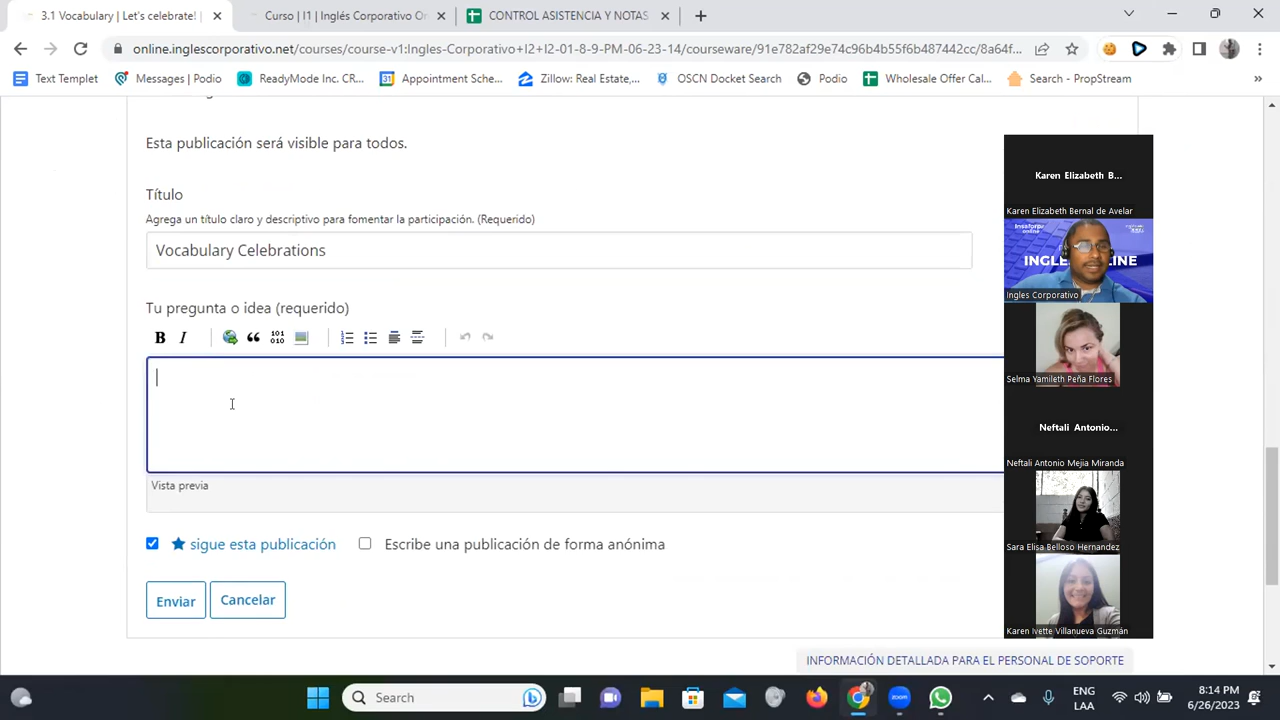 3.1 Vocabulary | Let's celebrate! |
Curso | I1 | Inglés Corporativo On
CONTROL ASISTENCIA Y NOTAS
online.inglescorporativo.net/courses/course-v1:Ingles-Corporativo+I2+I2-01-8-9-PM-06-23-14/courseware/91e782af29e74c96b4b55f6b487442cc/8a64f...
Text Templet
Messages | Podio
ReadyMode Inc. CR...
Appointment Sche...
Zillow: Real Estate,...
OSCN Docket Search
Podio
Wholesale Offer Cal...
Search - PropStream
»
Esta publicación será visible para todos.
Título
Agrega un título claro y descriptivo para fomentar la participación. (Requerido)
Vocabulary Celebrations
Tu pregunta o idea (requerido)
B I
Vista previa
sigue esta publicación
Escribe una publicación de forma anónima
Enviar
Cancelar
INFORMACIÓN DETALLADA PARA EL PERSONAL DE SOPORTE
Karen Elizabeth B...
Karen Elizabeth Bernal de Avelar
Ingles Corporativo
Selma Yamileth Peña Flores
Neftali Antonio...
Neftali Antonio Mejia Miranda
Sara Elisa Belloso Hernandez
Karen Ivette Villanueva Guzmán
Search
ENG
LAA
8:14 PM
6/26/2023